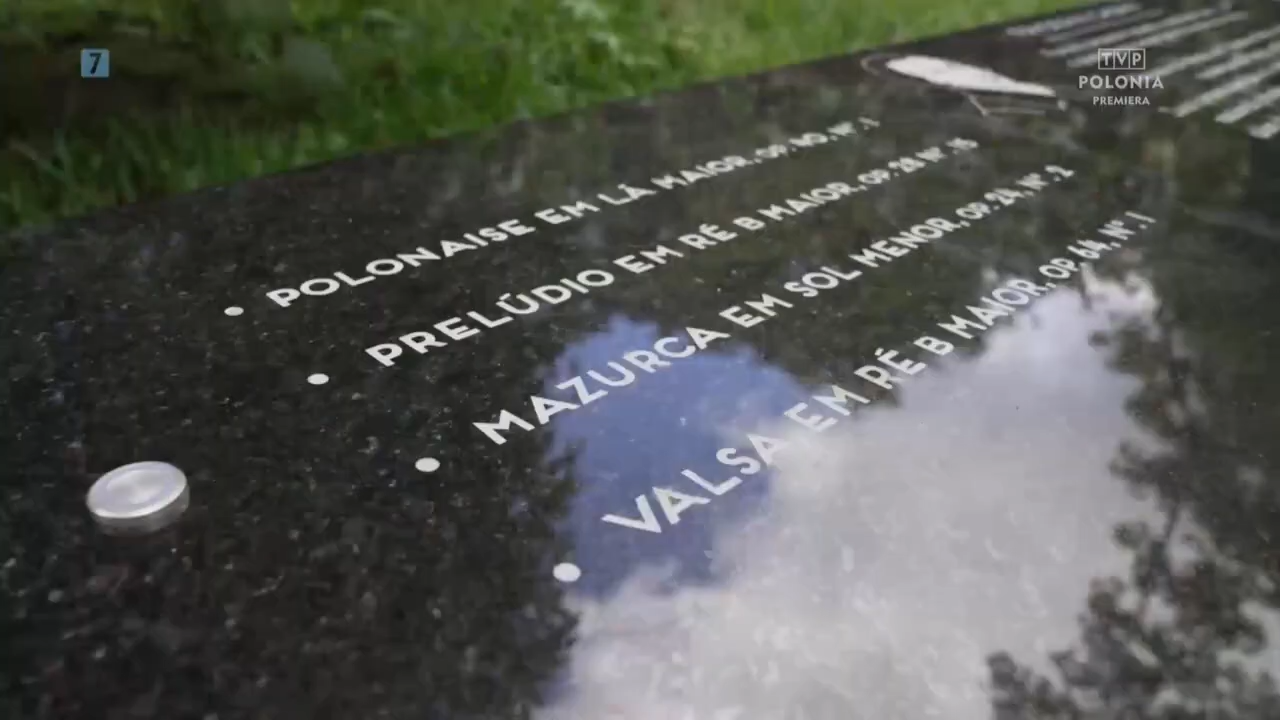 7
TVP
POLONIA
PREMIERA
POLONAISE EM LÁ MAIOR, OP. 40, Nº. 1
PRELÚDIO EM RÉ B MAIOR, OP. 28 Nº. 15
MAZURCA EM SOL MENOR, OP. 24, Nº. 2
VALSA EM RÉ B MAIOR, OP. 64, Nº. 1